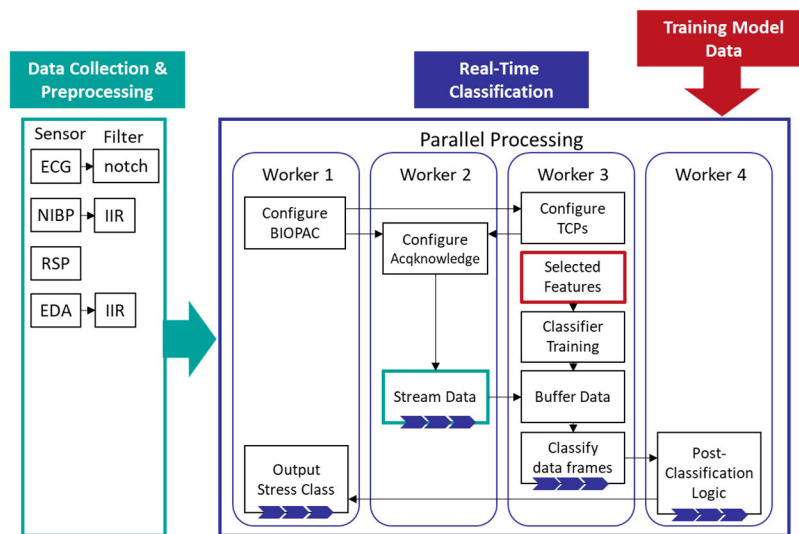 Training Model
Data
Data Collection &
Preprocessing
Real-Time
Classification
Sensor
Filter
ECG
notch
NIBP
IIR
RSP
EDA
IIR
Parallel Processing
Worker 1
Worker 2
Worker 3
Worker 4
Configure
BIOPAC
Configure
Acqknowledge
Configure
TCPs
Selected
Features
Classifier
Training
Stream Data
Buffer Data
Classify
data frames
Post-
Classification
Logic
Output
Stress Class